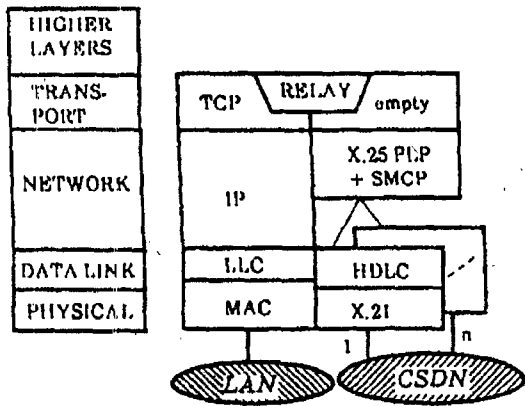 HIGHER
LAYERS
TRANS-
PORT
NETWORK
DATA LINK
PHYSICAL
TCP
RELAY
empty
IP
X.25 PLP
+ SMCP
LLC
HDLC
MAC
X.21
1
n
LAN
CSDN